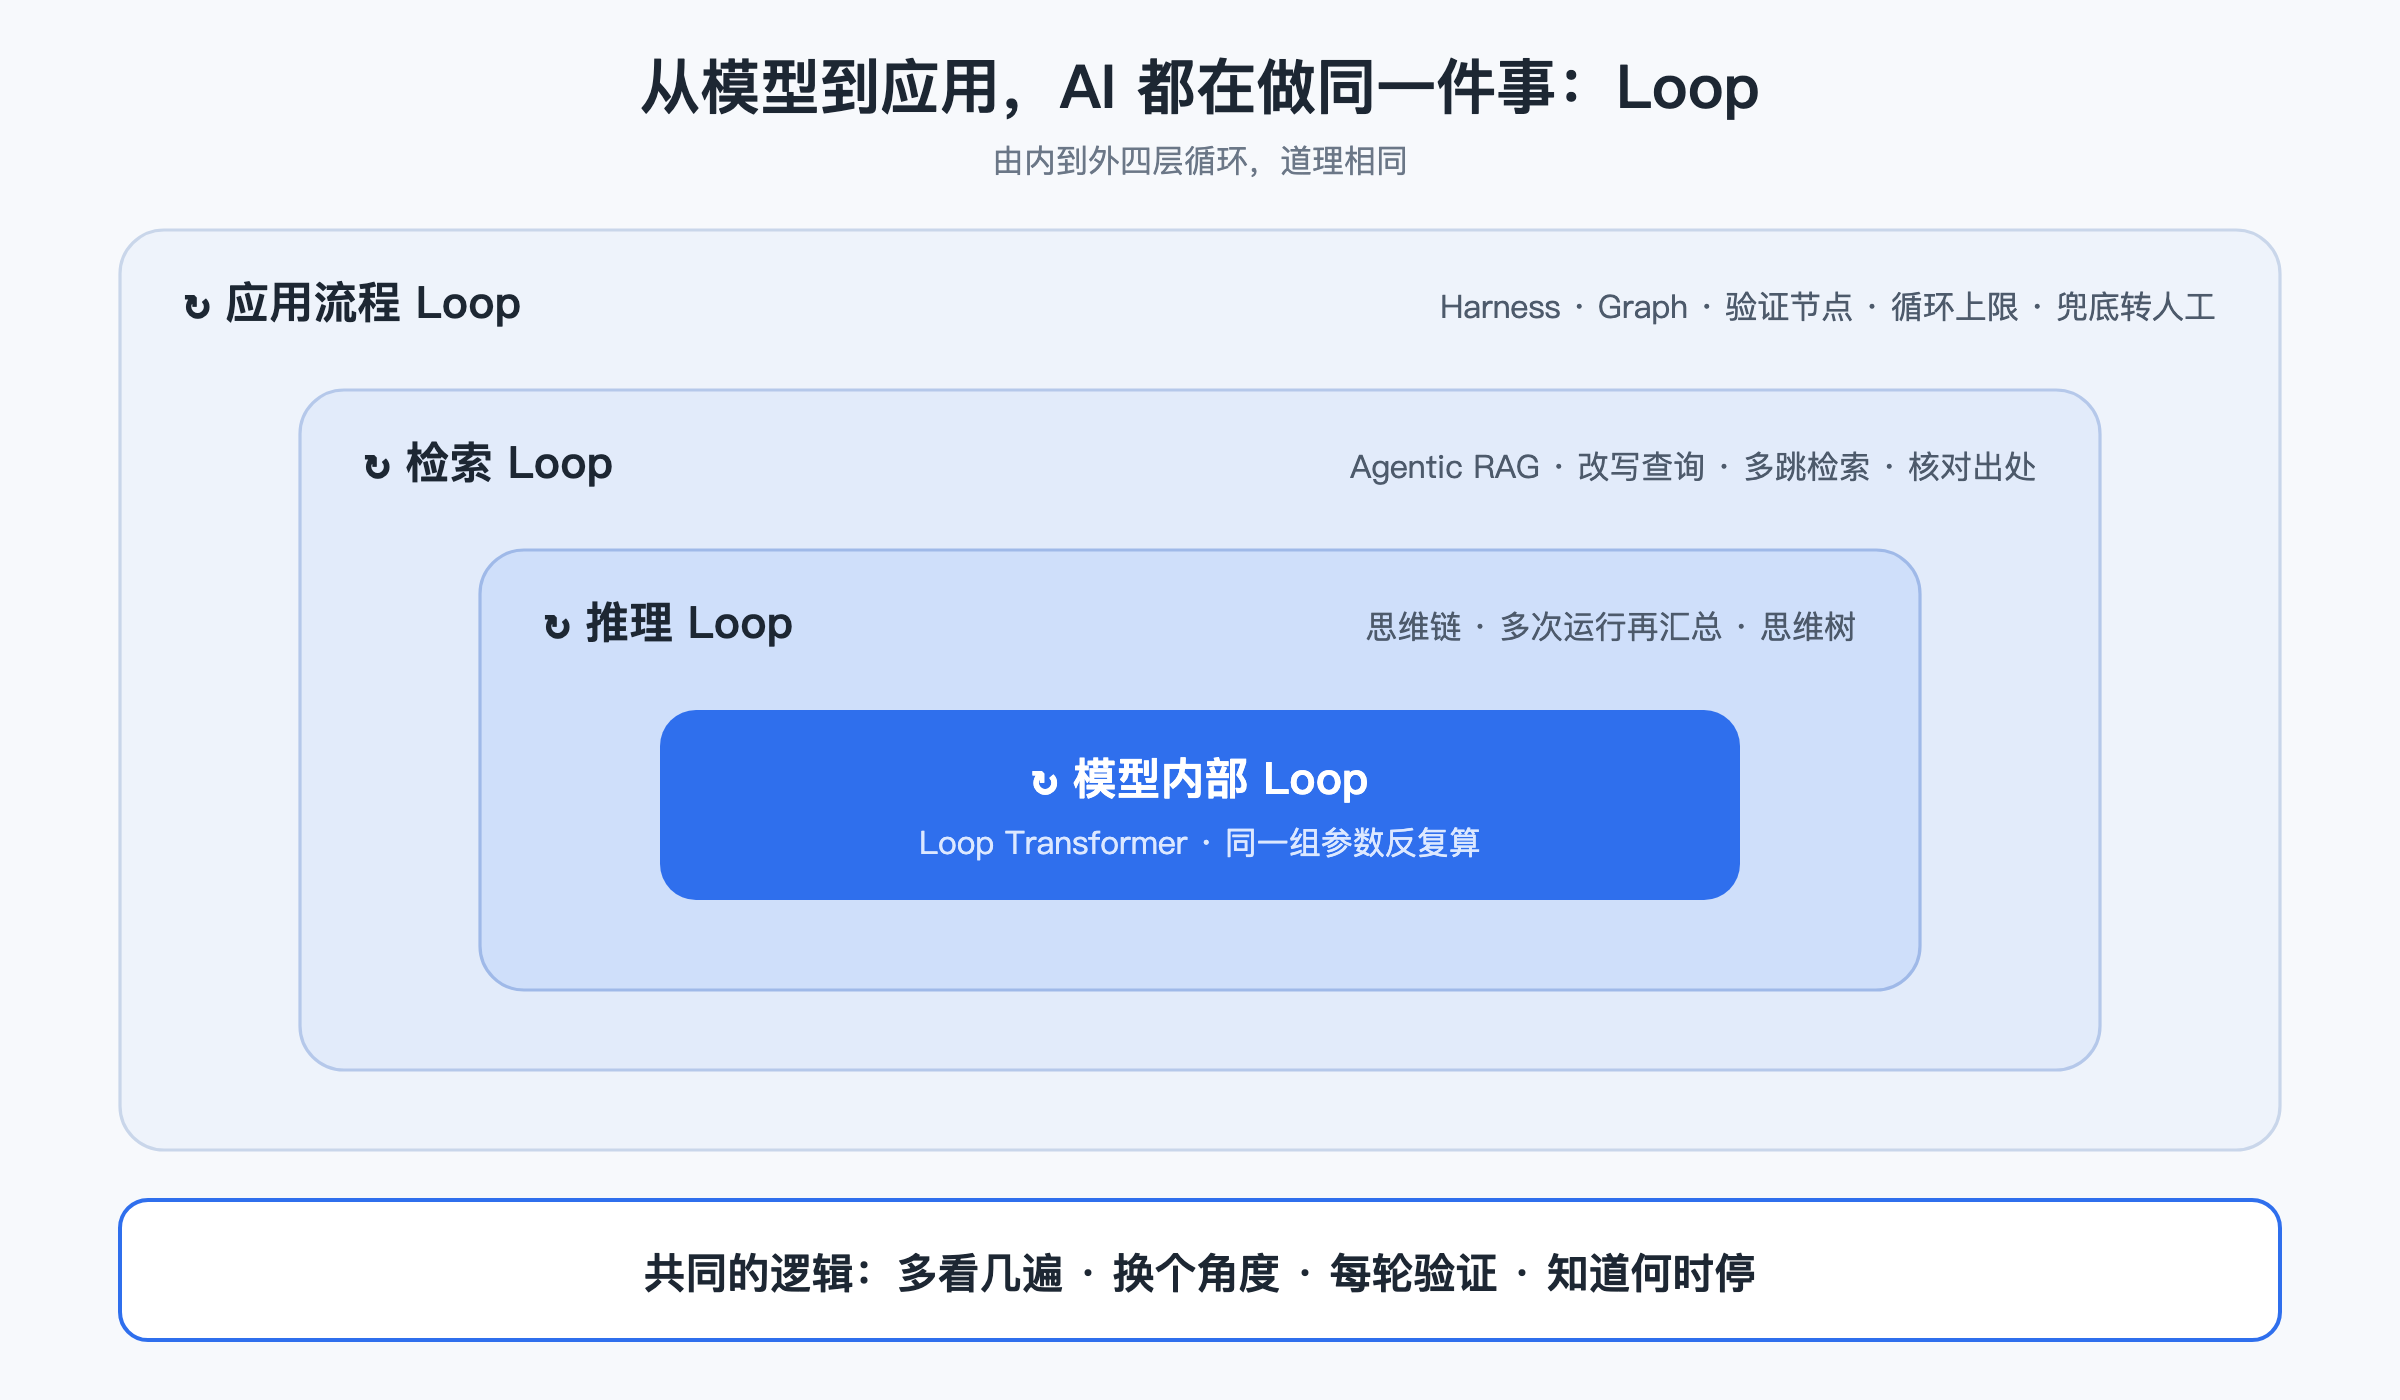 从模型到应用，AI 都在做同一件事：Loop
由内到外四层循环，道理相同
↻ 应用流程 Loop
Harness · Graph · 验证节点 · 循环上限 · 兜底转人工
↻ 检索 Loop
Agentic RAG · 改写查询 · 多跳检索 · 核对出处
↻ 推理 Loop
思维链 · 多次运行再汇总 · 思维树
↻ 模型内部 Loop
Loop Transformer · 同一组参数反复算
共同的逻辑：多看几遍 · 换个角度 · 每轮验证 · 知道何时停